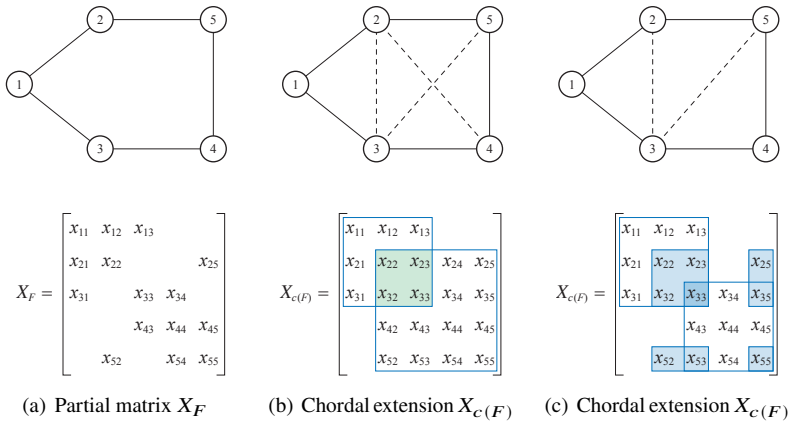 2 5
1
3 4
2 5
1
3 4
2 5
1
3 4
X_F = [
x_11 x_12 x_13
x_21 x_22 x_25
x_31 x_33 x_34
x_43 x_44 x_45
x_52 x_54 x_55
]
X_c(F) = [
x_11 x_12 x_13
x_21 x_22 x_23 x_24 x_25
x_31 x_32 x_33 x_34 x_35
x_42 x_43 x_44 x_45
x_52 x_53 x_54 x_55
]
X_c(F) = [
x_11 x_12 x_13
x_21 x_22 x_23 x_25
x_31 x_32 x_33 x_34 x_35
x_43 x_44 x_45
x_52 x_53 x_54 x_55
]
(a) Partial matrix X_F
(b) Chordal extension X_c(F)
(c) Chordal extension X_c(F)